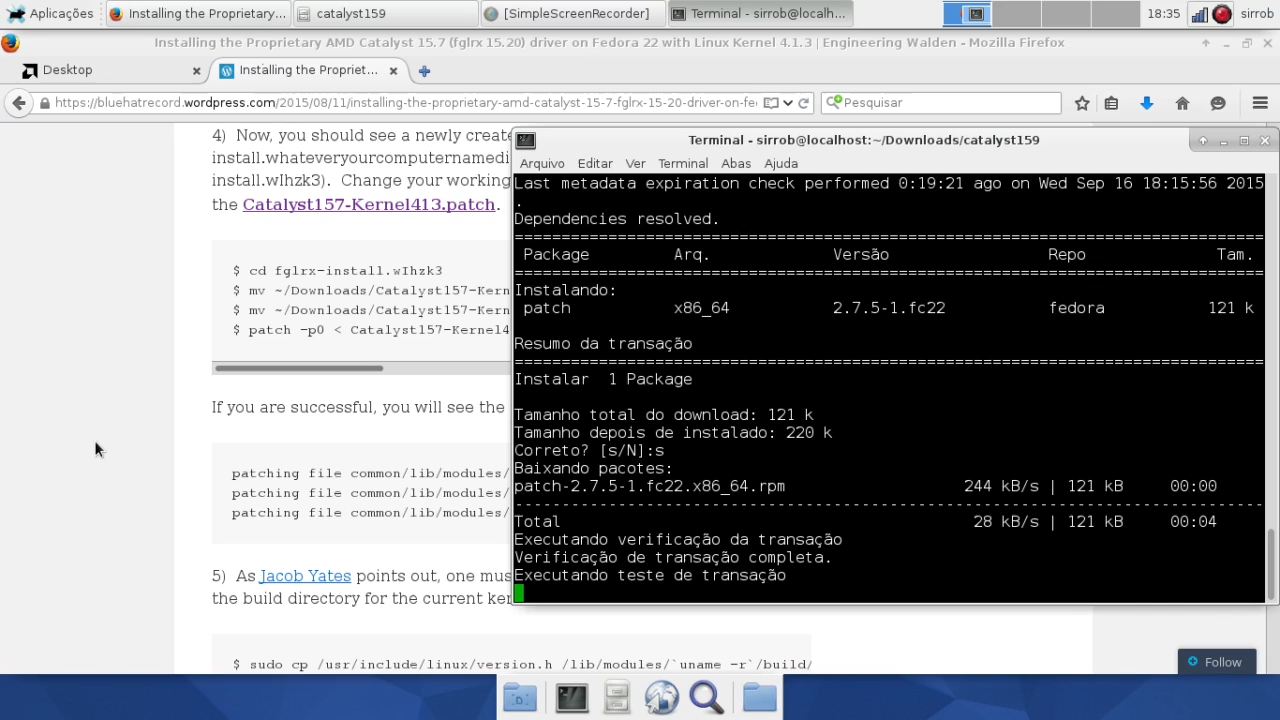 Aplicações
Installing the Proprietary...
catalyst159
[SimpleScreenRecorder]
Terminal - sirrob@localh...
18:35
sirrob
Installing the Proprietary AMD Catalyst 15.7 (fglrx 15.20) driver on Fedora 22 with Linux Kernel 4.1.3 | Engineering Walden - Mozilla Firefox
Desktop
Installing the Propriet...
https://bluehatrecord.wordpress.com/2015/08/11/installing-the-proprietary-amd-catalyst-15-7-fglrx-15-20-driver-on-fe
Pesquisar
4) Now, you should see a newly create
install.whateveryourcomputernamedi
install.wIhzk3). Change your working
the Catalyst157-Kernel413.patch.
$ cd fglrx-install.wIhzk3
$ mv ~/Downloads/Catalyst157-Kern
$ mv ~/Downloads/Catalyst157-Kern
$ patch -p0 < Catalyst157-Kernel4
If you are successful, you will see the
patching file common/lib/modules/
patching file common/lib/modules/
patching file common/lib/modules/
5) As Jacob Yates points out, one mus
the build directory for the current ker
$ sudo cp /usr/include/linux/version.h /lib/modules/`uname -r`/build/
Follow
Terminal - sirrob@localhost:~/Downloads/catalyst159
Arquivo Editar Ver Terminal Abas Ajuda
Last metadata expiration check performed 0:19:21 ago on Wed Sep 16 18:15:56 2015
.
Dependencies resolved.
================================================================================
Package Arq. Versão Repo Tam.
================================================================================
Instalando:
patch x86_64 2.7.5-1.fc22 fedora 121 k
Resumo da transação
================================================================================
Instalar 1 Package
Tamanho total do download: 121 k
Tamanho depois de instalado: 220 k
Correto? [s/N]:s
Baixando pacotes:
patch-2.7.5-1.fc22.x86_64.rpm 244 kB/s | 121 kB 00:00
--------------------------------------------------------------------------------
Total 28 kB/s | 121 kB 00:04
Executando verificação da transação
Verificação de transação completa.
Executando teste de transação